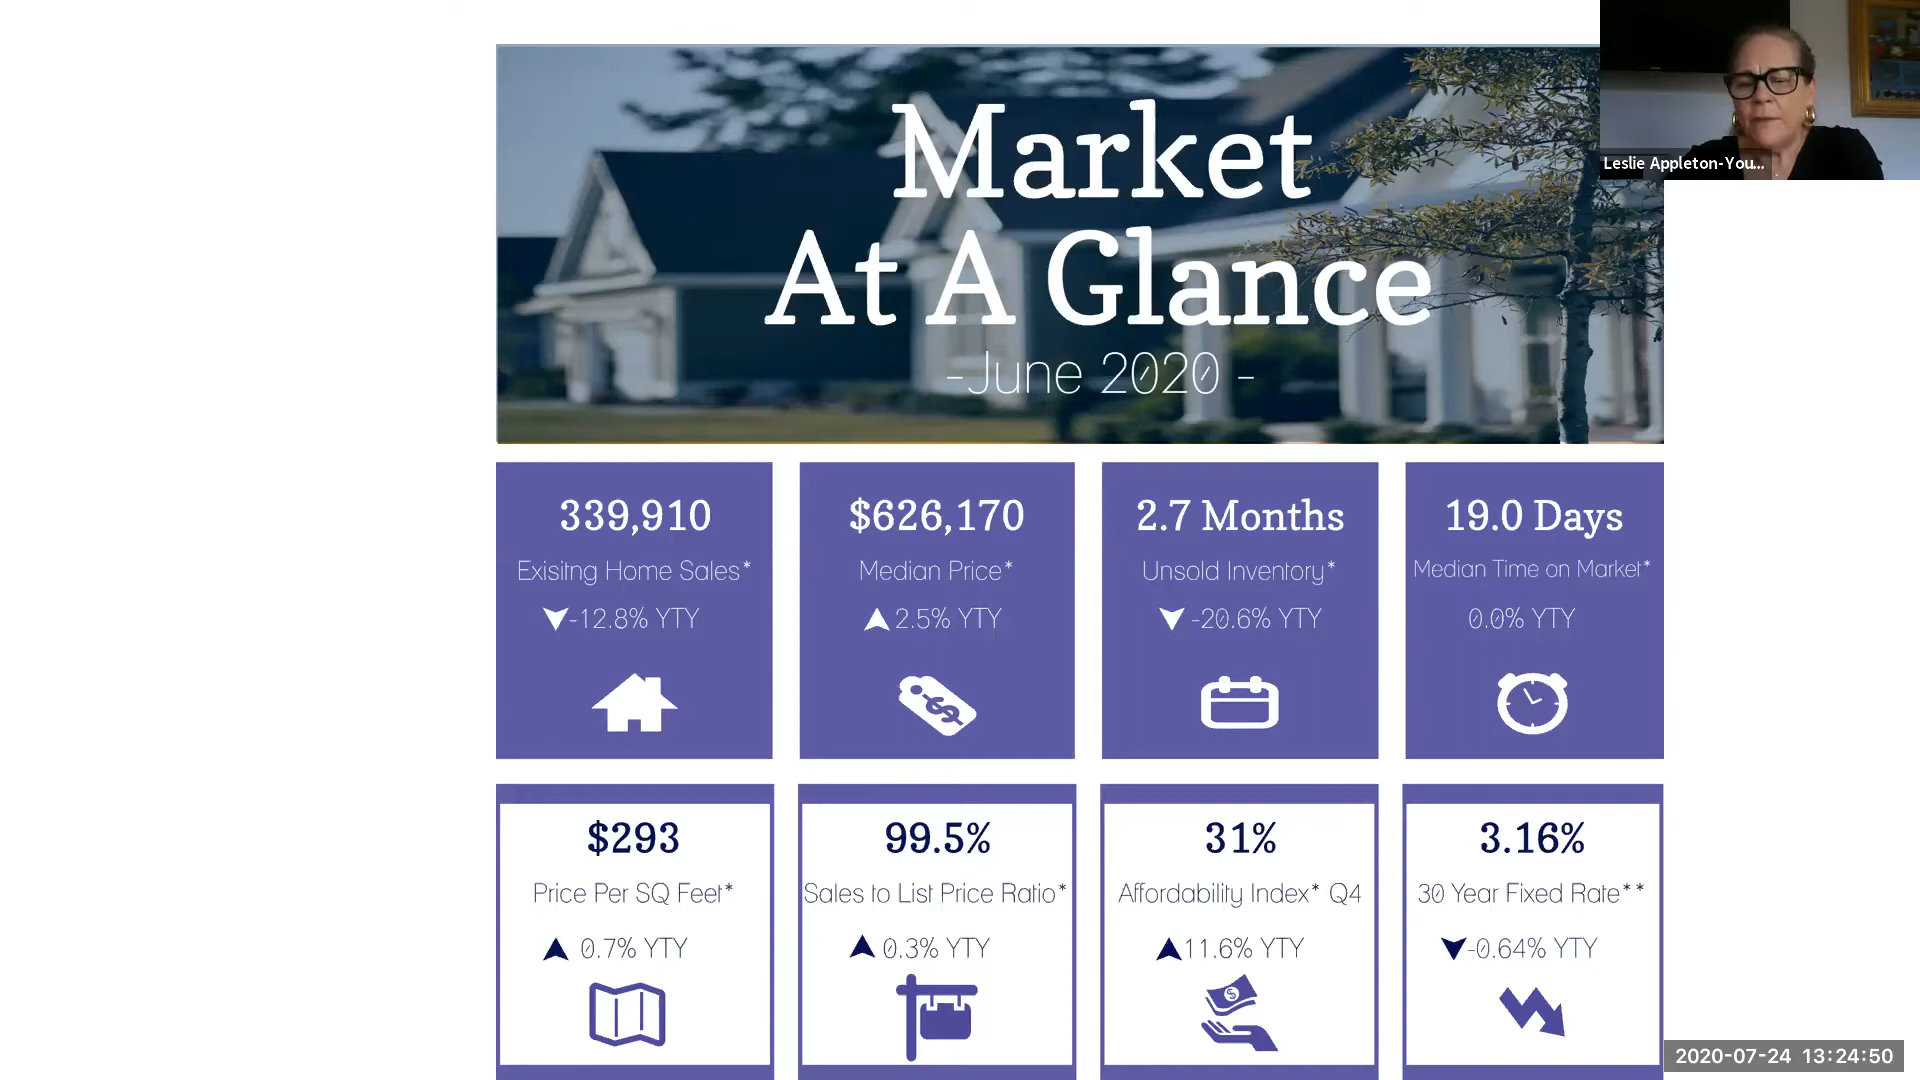 Market
At A Glance
-June 2020 -
Leslie Appleton-You...
339,910
Exisitng Home Sales*
-12.8% YTY
$626,170
Median Price*
2.5% YTY
2.7 Months
Unsold Inventory*
-20.6% YTY
19.0 Days
Median Time on Market*
0.0% YTY
$293
Price Per SQ Feet*
0.7% YTY
99.5%
Sales to List Price Ratio*
0.3% YTY
31%
Affordability Index* Q4
11.6% YTY
3.16%
30 Year Fixed Rate**
-0.64% YTY
2020-07-24 13:24:50